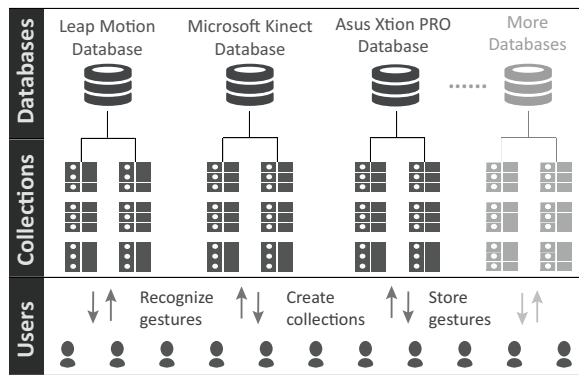 Databases
Leap Motion
Database
Microsoft Kinect
Database
Asus Xtion PRO
Database
More
Databases
Collections
Users
Recognize
gestures
Create
collections
Store
gestures